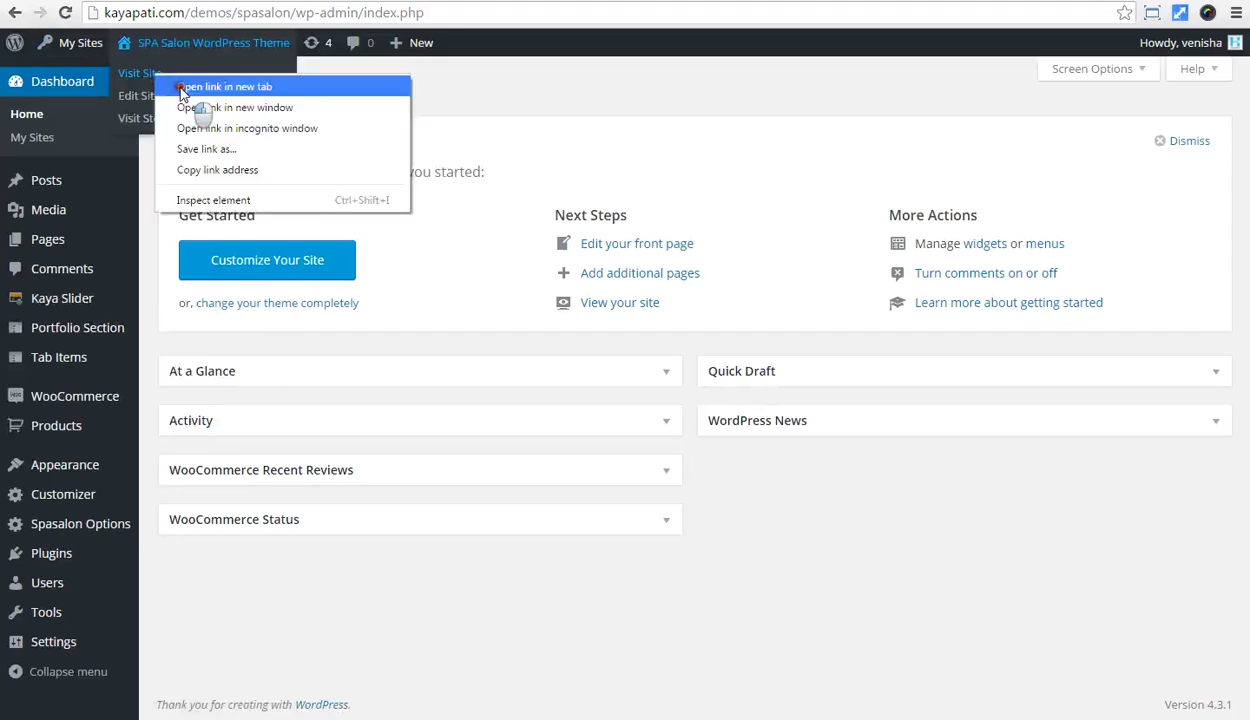 kayapati.com/demos/spasalon/wp-admin/index.php
My Sites
SPA Salon WordPress Theme
4
0
New
Howdy, venisha
Visit
Edit
Visit
Open link in new tab
Open link in new window
Open link in incognito window
Save link as...
Copy link address
Inspect element Ctrl+Shift+I
Screen Options
Help
Dismiss
you started:
Dashboard
Home
My Sites
Posts
Media
Pages
Comments
Kaya Slider
Portfolio Section
Tab Items
WooCommerce
Products
Appearance
Customizer
Spasalon Options
Plugins
Users
Tools
Settings
Collapse menu
Get Started
Customize Your Site
or, change your theme completely
Next Steps
Edit your front page
Add additional pages
View your site
More Actions
Manage widgets or menus
Turn comments on or off
Learn more about getting started
At a Glance
Activity
WooCommerce Recent Reviews
WooCommerce Status
Quick Draft
WordPress News
Thank you for creating with WordPress.
Version 4.3.1